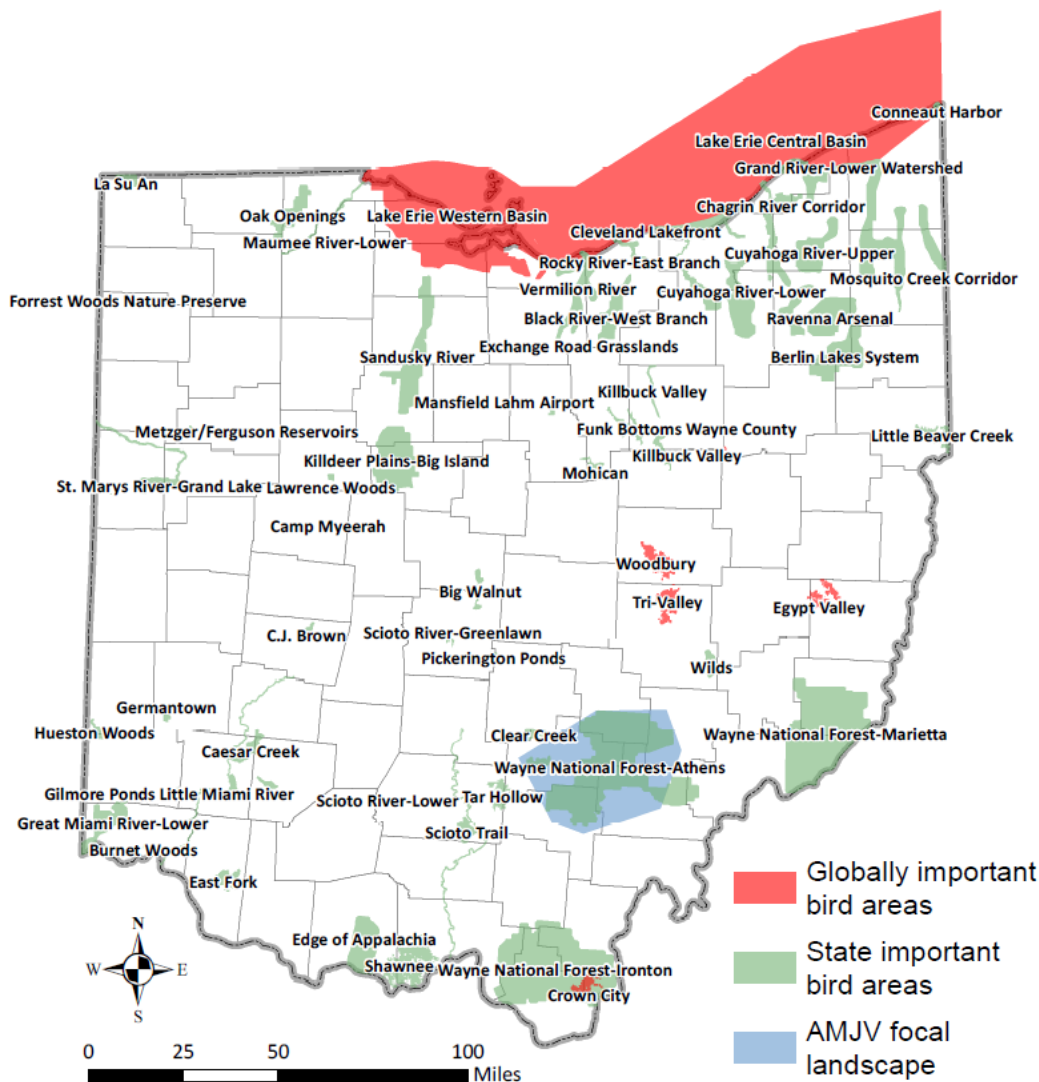 Conneaut Harbor
Lake Erie Central Basin
Grand River-Lower Watershed
La Su An
Chagrin River Corridor
Oak Openings
Lake Erie Western Basin
Cleveland Lakefront
Maumee River-Lower
Cuyahoga River-Upper
Rocky River-East Branch
Mosquito Creek Corridor
Vermilion River
Cuyahoga River-Lower
Forrest Woods Nature Preserve
Black River-West Branch
Ravenna Arsenal
Exchange Road Grasslands
Sandusky River
Berlin Lakes System
Killbuck Valley
Mansfield Lahm Airport
Metzger/Ferguson Reservoirs
Funk Bottoms Wayne County
Little Beaver Creek
Killdeer Plains-Big Island
Killbuck Valley
Mohican
St. Marys River-Grand Lake
Lawrence Woods
Camp Myeerah
Woodbury
Big Walnut
Tri-Valley
Egypt Valley
C.J. Brown
Scioto River-Greenlawn
Pickerington Ponds
Wilds
Germantown
Hueston Woods
Clear Creek
Wayne National Forest-Marietta
Caesar Creek
Wayne National Forest-Athens
Gilmore Ponds
Little Miami River
Scioto River-Lower
Tar Hollow
Great Miami River-Lower
Scioto Trail
Burnet Woods
East Fork
Edge of Appalachia
Shawnee
Wayne National Forest-Ironton
Crown City
Globally important
bird areas
State important
bird areas
AMJV focal
landscape
N
W
E
S
0 25 50 100
Miles